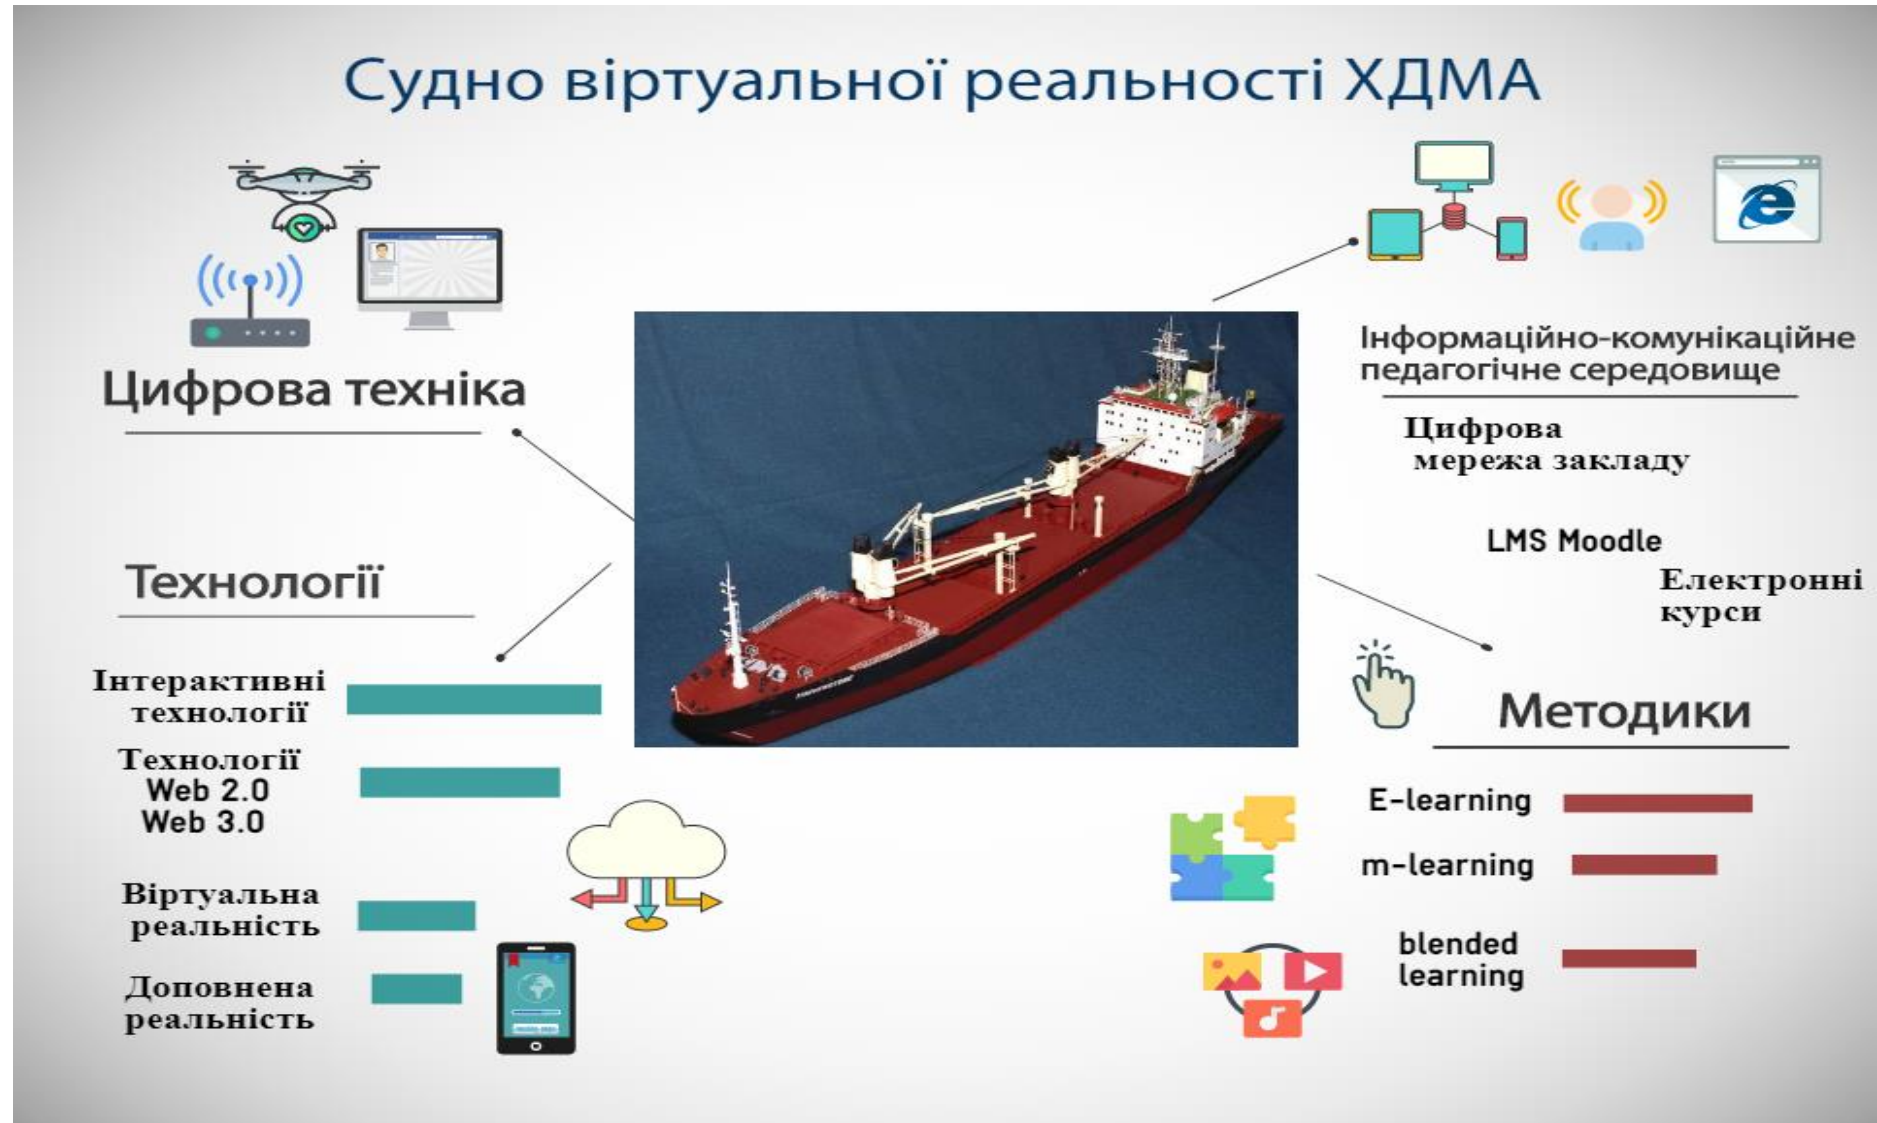 Судно віртуальної реальності ХДМА
Цифрова техніка
Технології
Інтерактивні
технології
Технології
Web 2.0
Web 3.0
Віртуальна
реальність
Доповнена
реальність
Інформаційно-комунікаційне
педагогічне середовище
Цифрова
мережа закладу
LMS Moodle
Електронні
курси
Методики
E-learning
m-learning
blended
learning